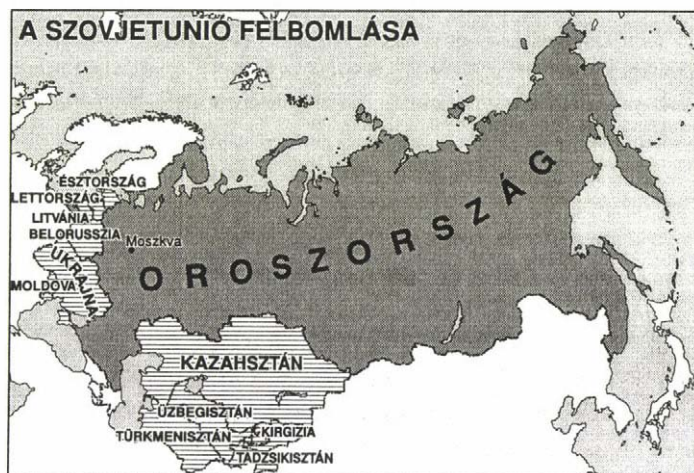 A SZOVJETUNIÓ FELBOMLÁSA
ÉSZTORSZÁG
LETTORSZÁG
LITVÁNIA
BELORUSSZIA
Moszkva
OROSZORSZÁG
UKRAJNA
MOLDOVA
KAZAHSZTÁN
ÜZBEGISZTÁN
TÜRKMENISZTÁN
KIRGIZIA
TADZSIKISZTÁN